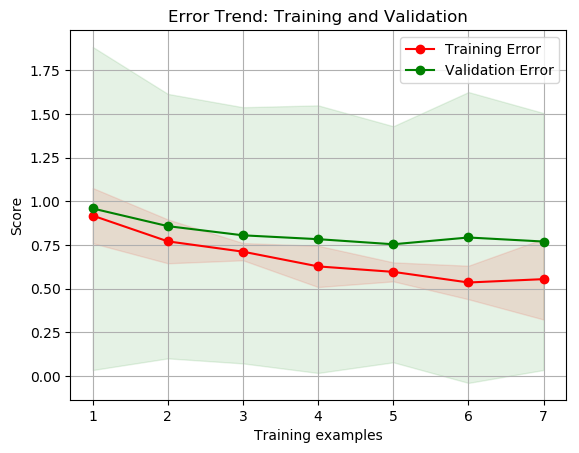 Error Trend: Training and Validation
Training Error
Validation Error
Score
1.75
1.50
1.25
1.00
0.75
0.50
0.25
0.00
1 2 3 4 5 6 7
Training examples